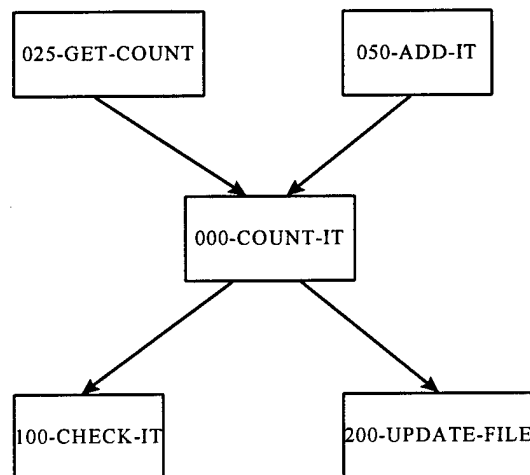 025-GET-COUNT
050-ADD-IT
000-COUNT-IT
100-CHECK-IT
200-UPDATE-FILE